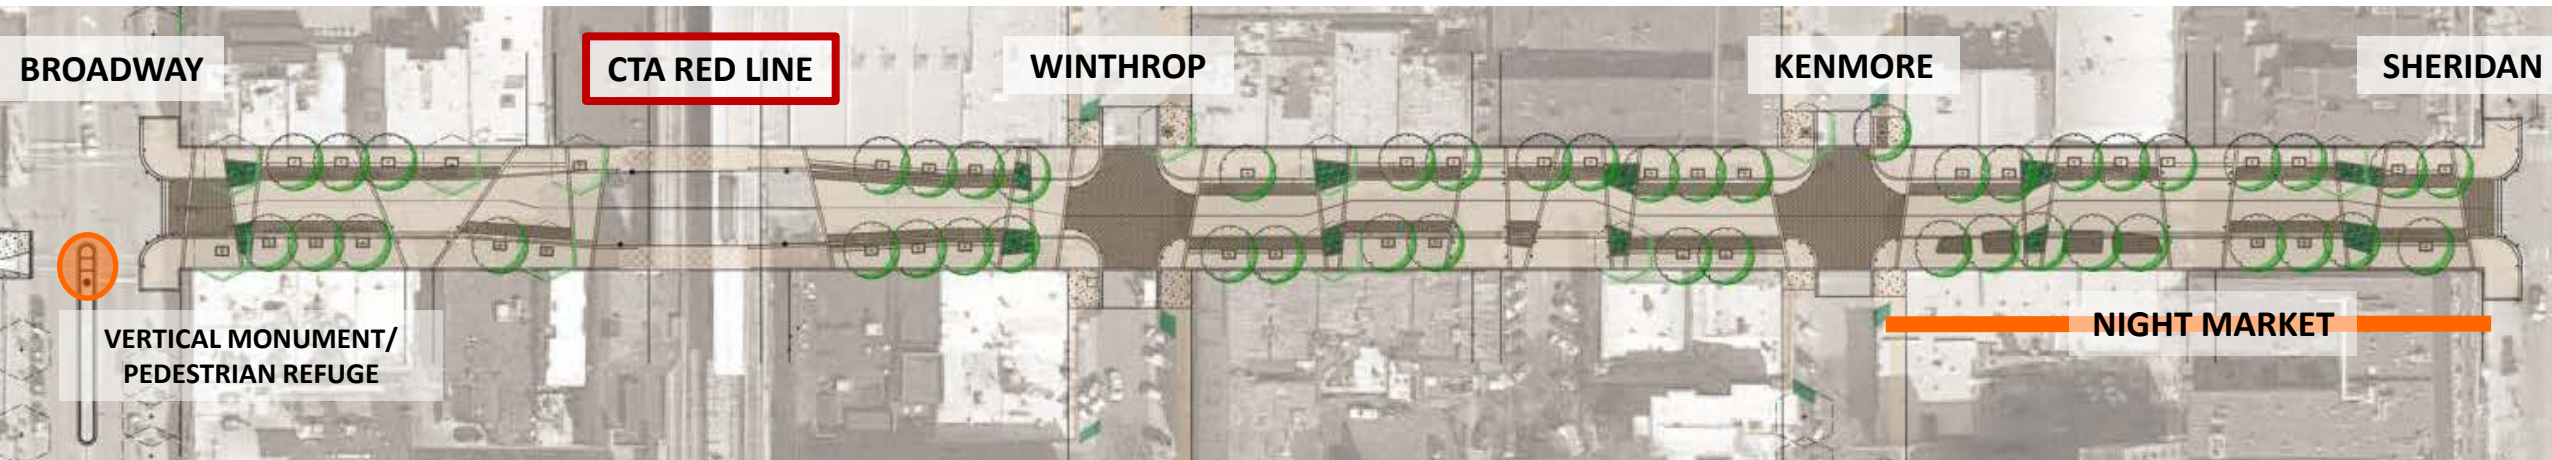 BROADWAY
CTA RED LINE
WINTHROP
KENMORE
SHERIDAN
VERTICAL MONUMENT/
PEDESTRIAN REFUGE
NIGHT MARKET